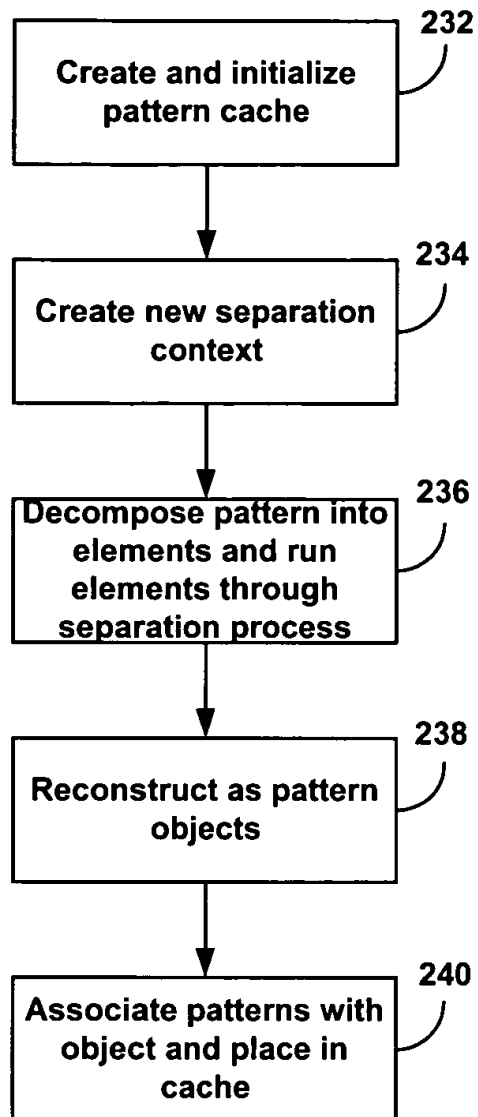 232
Create and initialize
pattern cache
234
Create new separation
context
236
Decompose pattern into
elements and run
elements through
separation process
238
Reconstruct as pattern
objects
240
Associate patterns with
object and place in
cache